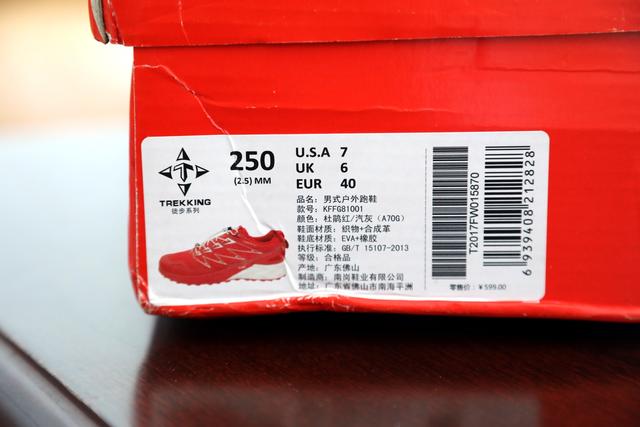 TREKKING
徒步系列
250
(2.5) MM
U.S.A 7
UK 6
EUR 40
品名：男式户外跑鞋
款号：KFFG81001
颜色：杜鹃红/汽灰（A70G）
鞋面材质：织物+合成革
鞋底材质：EVA+橡胶
执行标准：GB/T 15107-2013
等级：合格品
产地：广东佛山
制造商：南岗鞋业有限公司
地址：广东省佛山市南海平洲
T2017FW015870
6 939408 212828
零售价：￥599.00